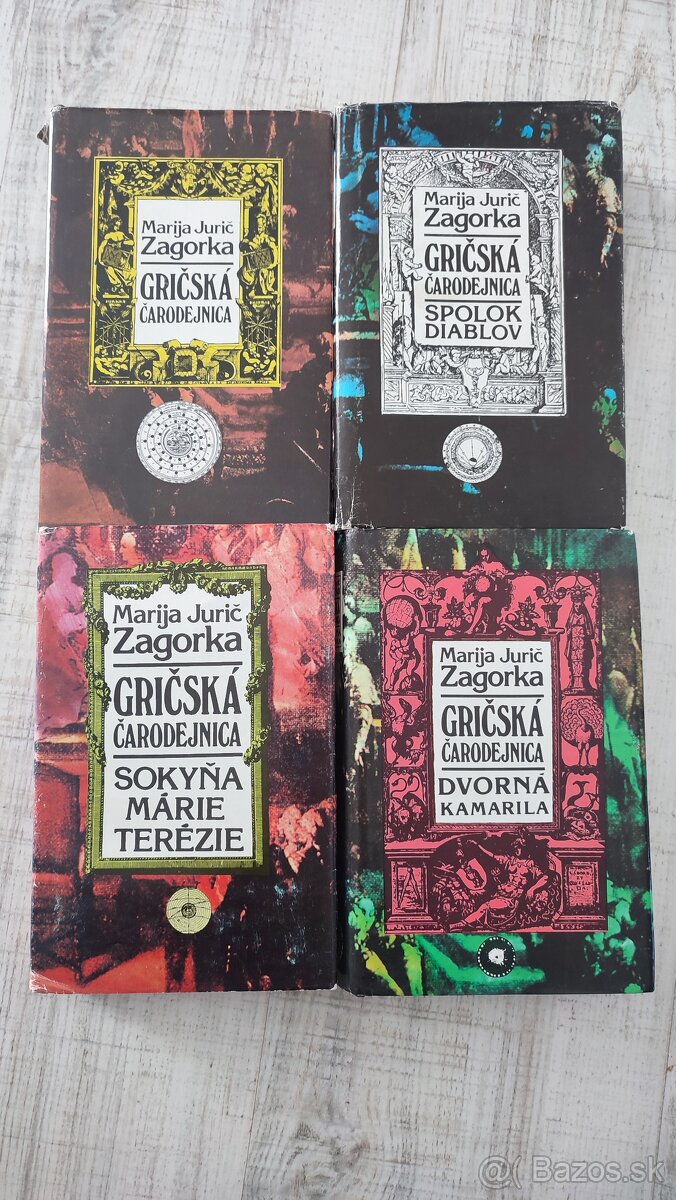 Marija Jurič
Zagorka
GRIČSKÁ
ČARODEJNICA
Marija Jurič
Zagorka
GRIČSKÁ
ČARODEJNICA
SPOLOK
DIABLOV
Marija Jurič
Zagorka
GRIČSKÁ
ČARODEJNICA
SOKYŇA
MÁRIE
TERÉZIE
Marija Jurič
Zagorka
GRIČSKÁ
ČARODEJNICA
DVORNÁ
KAMARILA
@( Bazos.sk